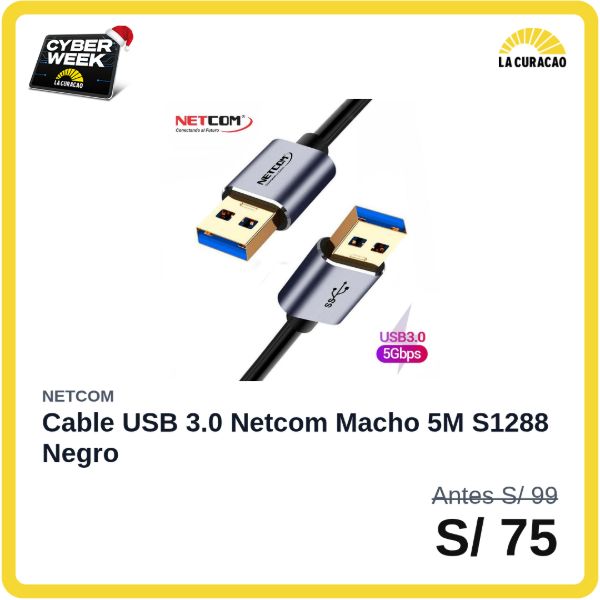 CYBER
WEEK
LA CURACAO
LA CURACAO
NETCOM®
Conectando al Futuro
NETCOM
SS
USB3.0
5Gbps
NETCOM
Cable USB 3.0 Netcom Macho 5M S1288
Negro
Antes S/ 99
S/ 75